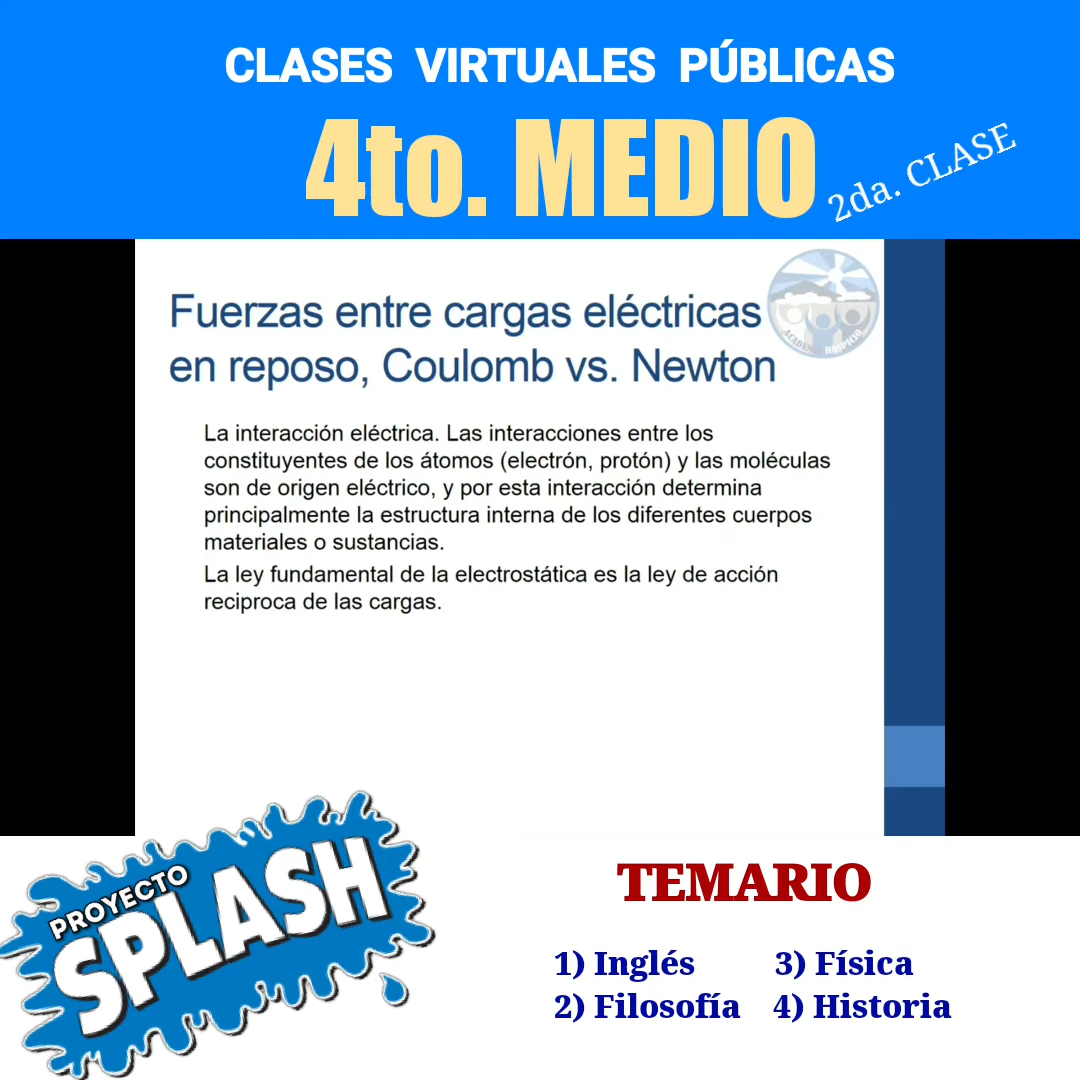 CLASES VIRTUALES PÚBLICAS
4to. MEDIO
2da. CLASE
Fuerzas entre cargas eléctricas
en reposo, Coulomb vs. Newton
La interacción eléctrica. Las interacciones entre los
constituyentes de los átomos (electrón, protón) y las moléculas
son de origen eléctrico, y por esta interacción determina
principalmente la estructura interna de los diferentes cuerpos
materiales o sustancias.
La ley fundamental de la electrostática es la ley de acción
reciproca de las cargas.
PROYECTO
SPLASH
TEMARIO
1) Inglés 3) Física
2) Filosofía 4) Historia